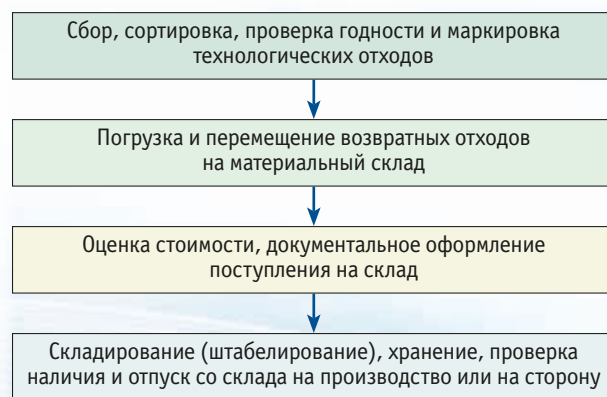 Сбор, сортировка, проверка годности и маркировка
технологических отходов
Погрузка и перемещение возвратных отходов
на материальный склад
Оценка стоимости, документальное оформление
поступления на склад
Складирование (штабелирование), хранение, проверка
наличия и отпуск со склада на производство или на сторону